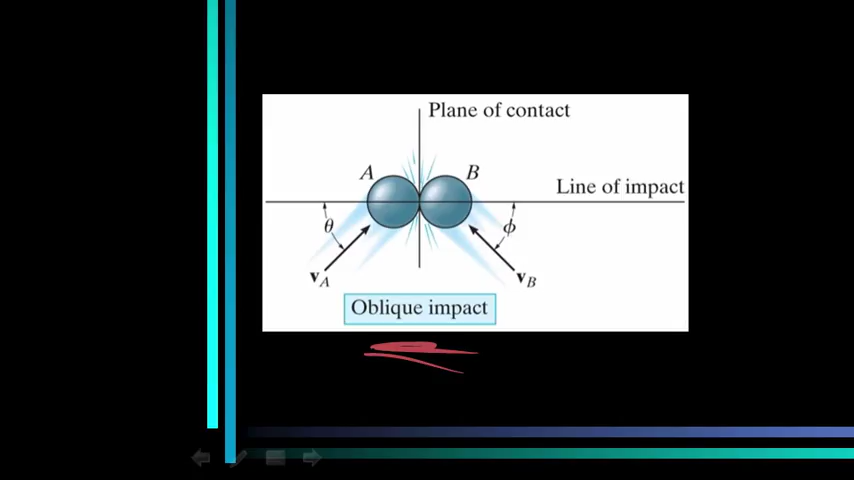 Plane of contact
A
B
Line of impact
θ
ϕ
vA
vB
Oblique impact